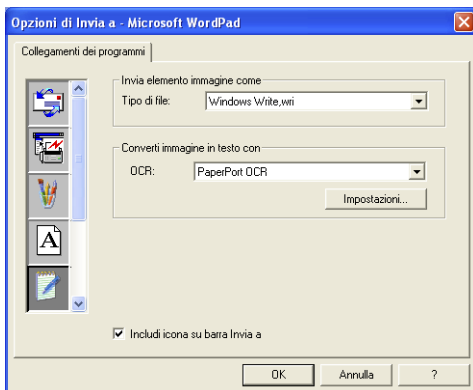 Opzioni di Invia a - Microsoft WordPad
Collegamenti dei programmi
Invia elemento immagine come
Tipo di file: Windows Write,wri
Converti immagine in testo con
OCR: PaperPort OCR
Impostazioni...
A
Includi icona su barra Invia a
OK Annulla ?